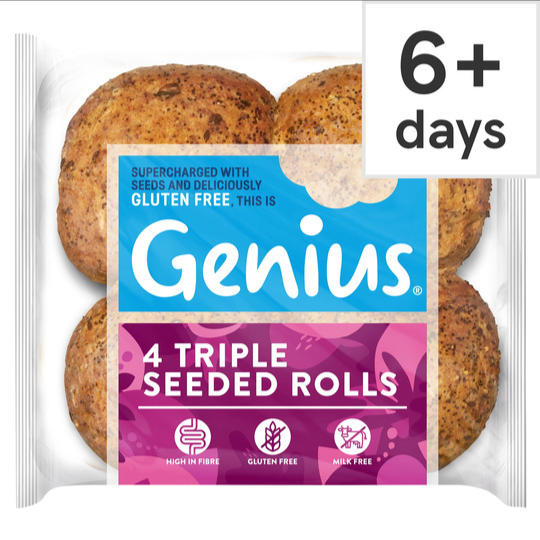 6+
days
SUPERCHARGED WITH
SEEDS AND DELICIOUSLY
GLUTEN FREE, THIS IS
Genius®
4 TRIPLE
SEEDED ROLLS
HIGH IN FIBRE
GLUTEN FREE
MILK FREE